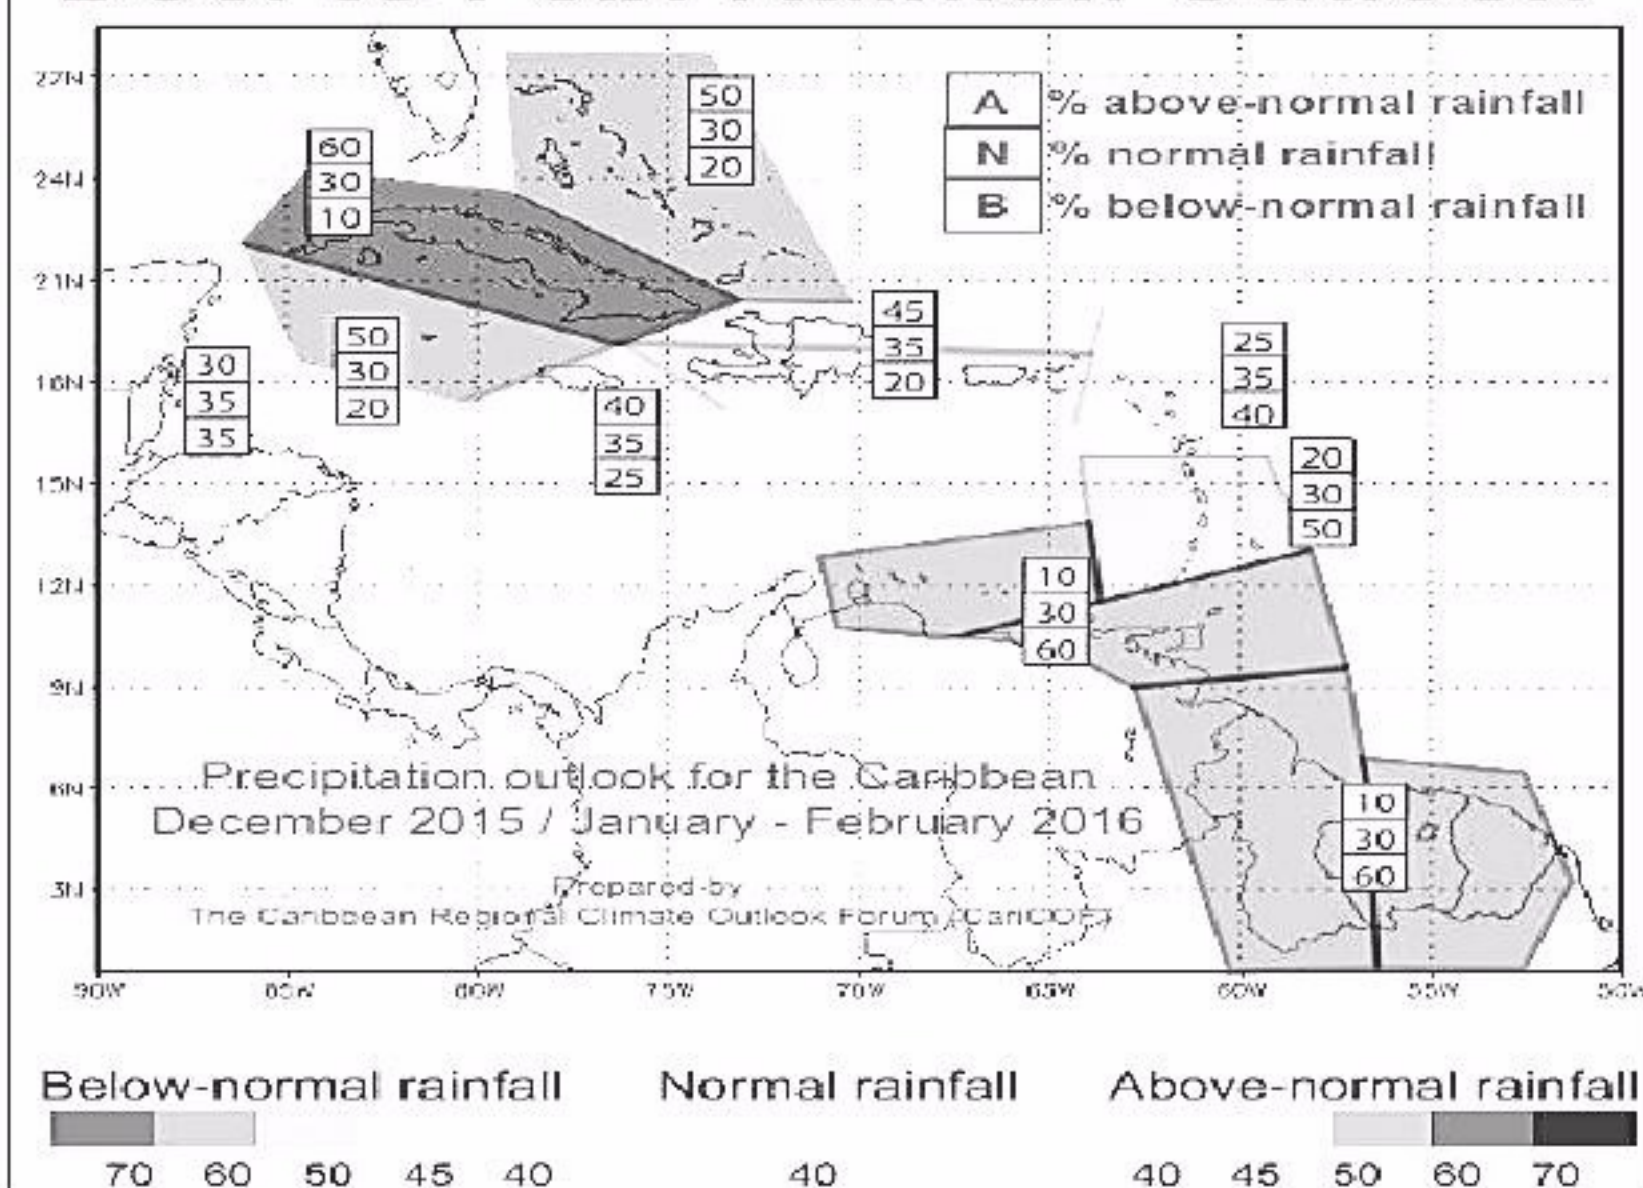 27N
24N
21N
18N
15N
12N
9N
6N
3N
60
30
10
50
30
20
A % above-normal rainfall
N % normal rainfall
B % below-normal rainfall
30
35
35
50
30
20
40
35
25
45
35
20
25
35
40
20
30
50
10
30
60
10
30
60
Precipitation outlook for the Caribbean
December 2015 / January - February 2016
Prepared by
The Caribbean Regional Climate Outlook Forum (CariCOF)
90W 85W 80W 75W 70W 65W 60W 55W 50W
Below-normal rainfall Normal rainfall Above-normal rainfall
70 60 50 45 40 40 40 45 50 60 70